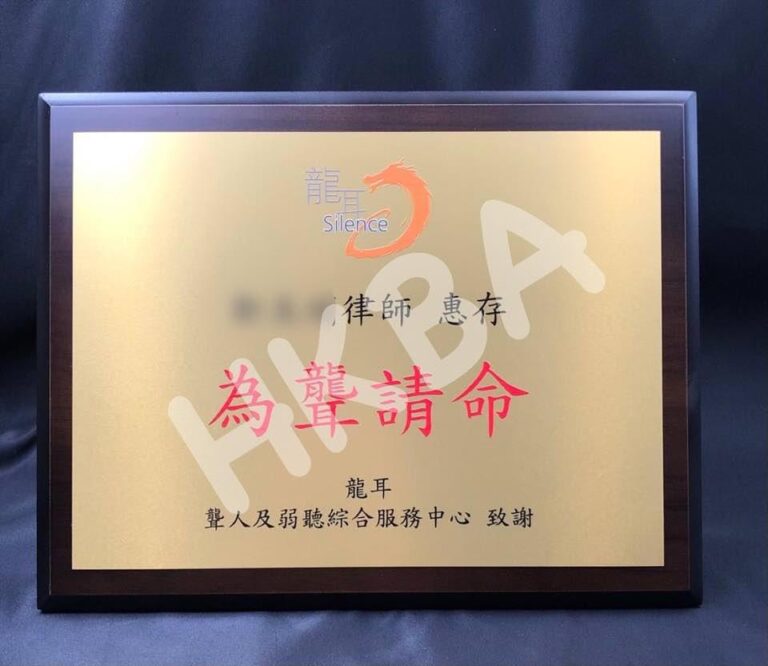 龍耳
Silence
律師 惠存
為聾請命
龍耳
聾人及弱聽綜合服務中心 致謝
HKBA